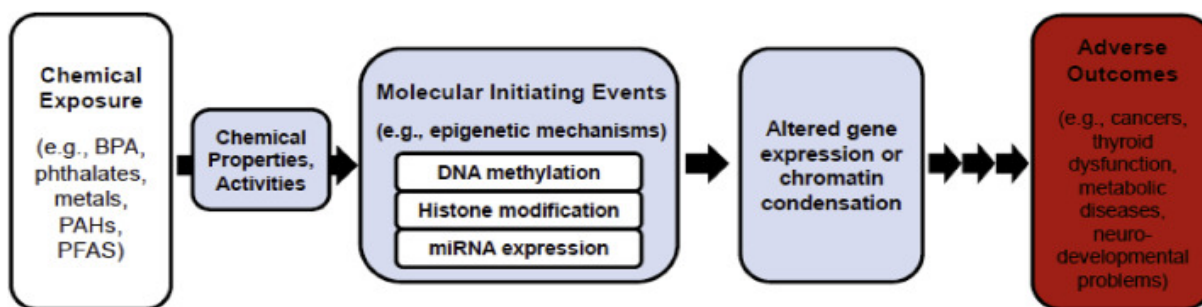 Chemical
Exposure
(e.g., BPA,
phthalates,
metals,
PAHs,
PFAS)
Chemical
Properties,
Activities
Molecular Initiating Events
(e.g., epigenetic mechanisms)
DNA methylation
Histone modification
miRNA expression
Altered gene
expression or
chromatin
condensation
Adverse
Outcomes
(e.g., cancers,
thyroid
dysfunction,
metabolic
diseases,
neuro-
developmental
problems)